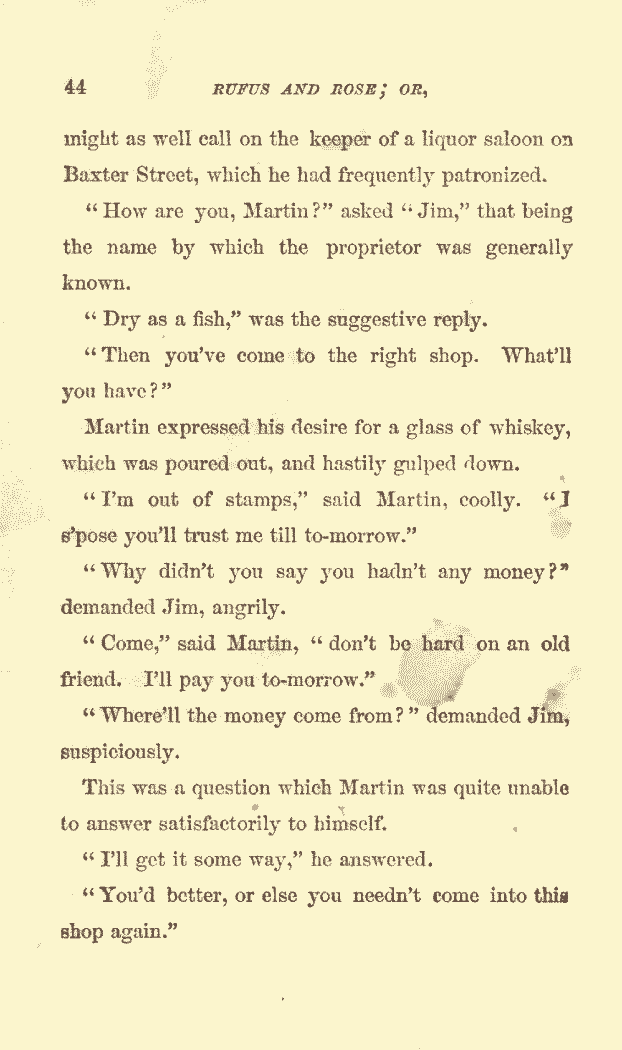 44 RUFUS AND ROSE; OR,
might as well call on the keeper of a liquor saloon on
Baxter Street, which he had frequently patronized.
“How are you, Martin?” asked “Jim,” that being
the name by which the proprietor was generally
known.
“Dry as a fish,” was the suggestive reply.
“Then you've come to the right shop. What'll
you have?”
Martin expressed his desire for a glass of whiskey,
which was poured out, and hastily gulped down.
“I'm out of stamps,” said Martin, coolly. “I
s'pose you'll trust me till to-morrow.”
“Why didn't you say you hadn't any money?”
demanded Jim, angrily.
“Come,” said Martin, “don't be hard on an old
friend. I'll pay you to-morrow.”
“Where'll the money come from?” demanded Jim,
suspiciously.
This was a question which Martin was quite unable
to answer satisfactorily to himself.
“I'll get it some way,” he answered.
“You'd better, or else you needn't come into this
shop again.”